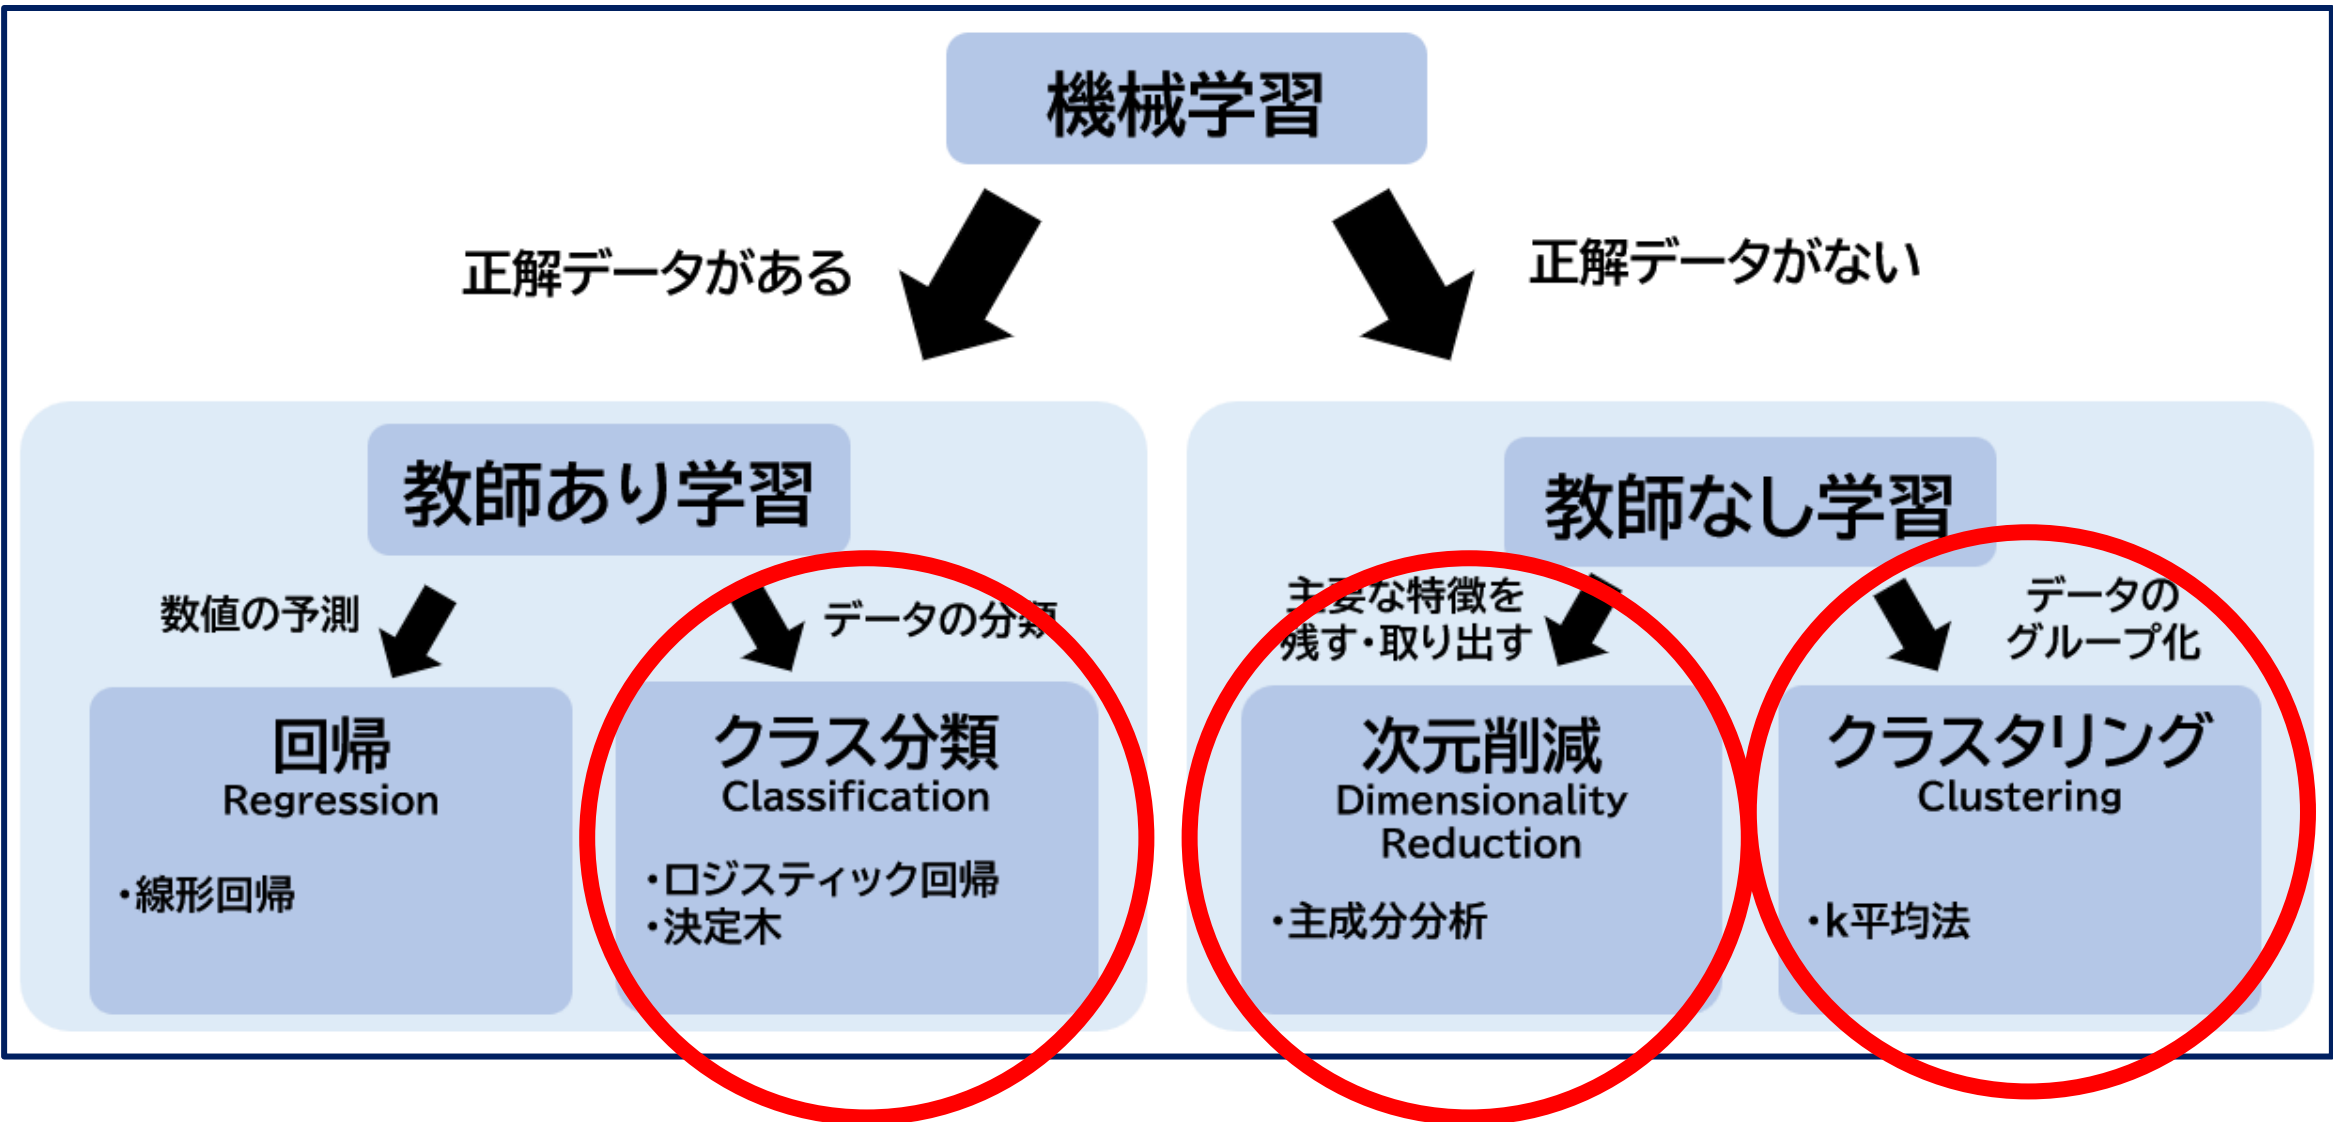 機械学習
正解データがある
正解データがない
教師あり学習
教師なし学習
数値の予測
データの分類
主要な特徴を
残す・取り出す
データの
グループ化
回帰
Regression
・線形回帰
クラス分類
Classification
・ロジスティック回帰
・決定木
次元削減
Dimensionality
Reduction
・主成分分析
クラスタリング
Clustering
・k平均法